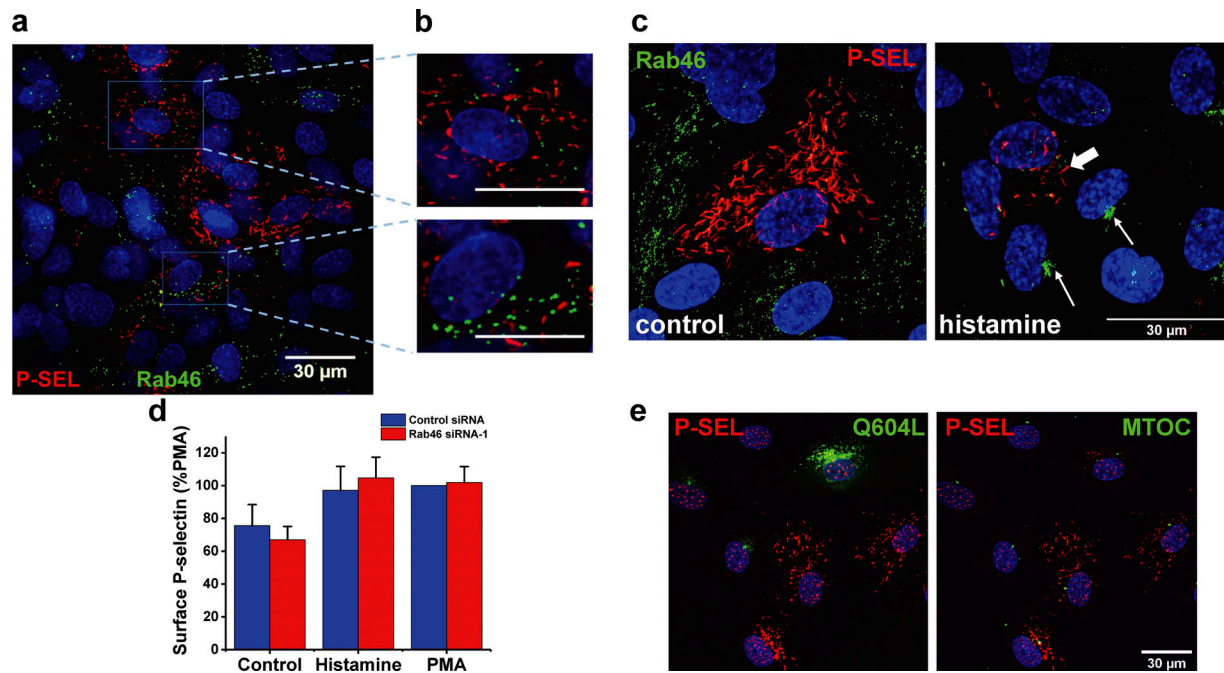 a
b
c
P-SEL Rab46
30 µm
Rab46 P-SEL
control
histamine
30 µm
d
Control siRNA
Rab46 siRNA-1
Surface P-selectin (%PMA)
120
100
80
60
40
20
0
Control Histamine PMA
e
P-SEL Q604L
P-SEL MTOC
30 µm